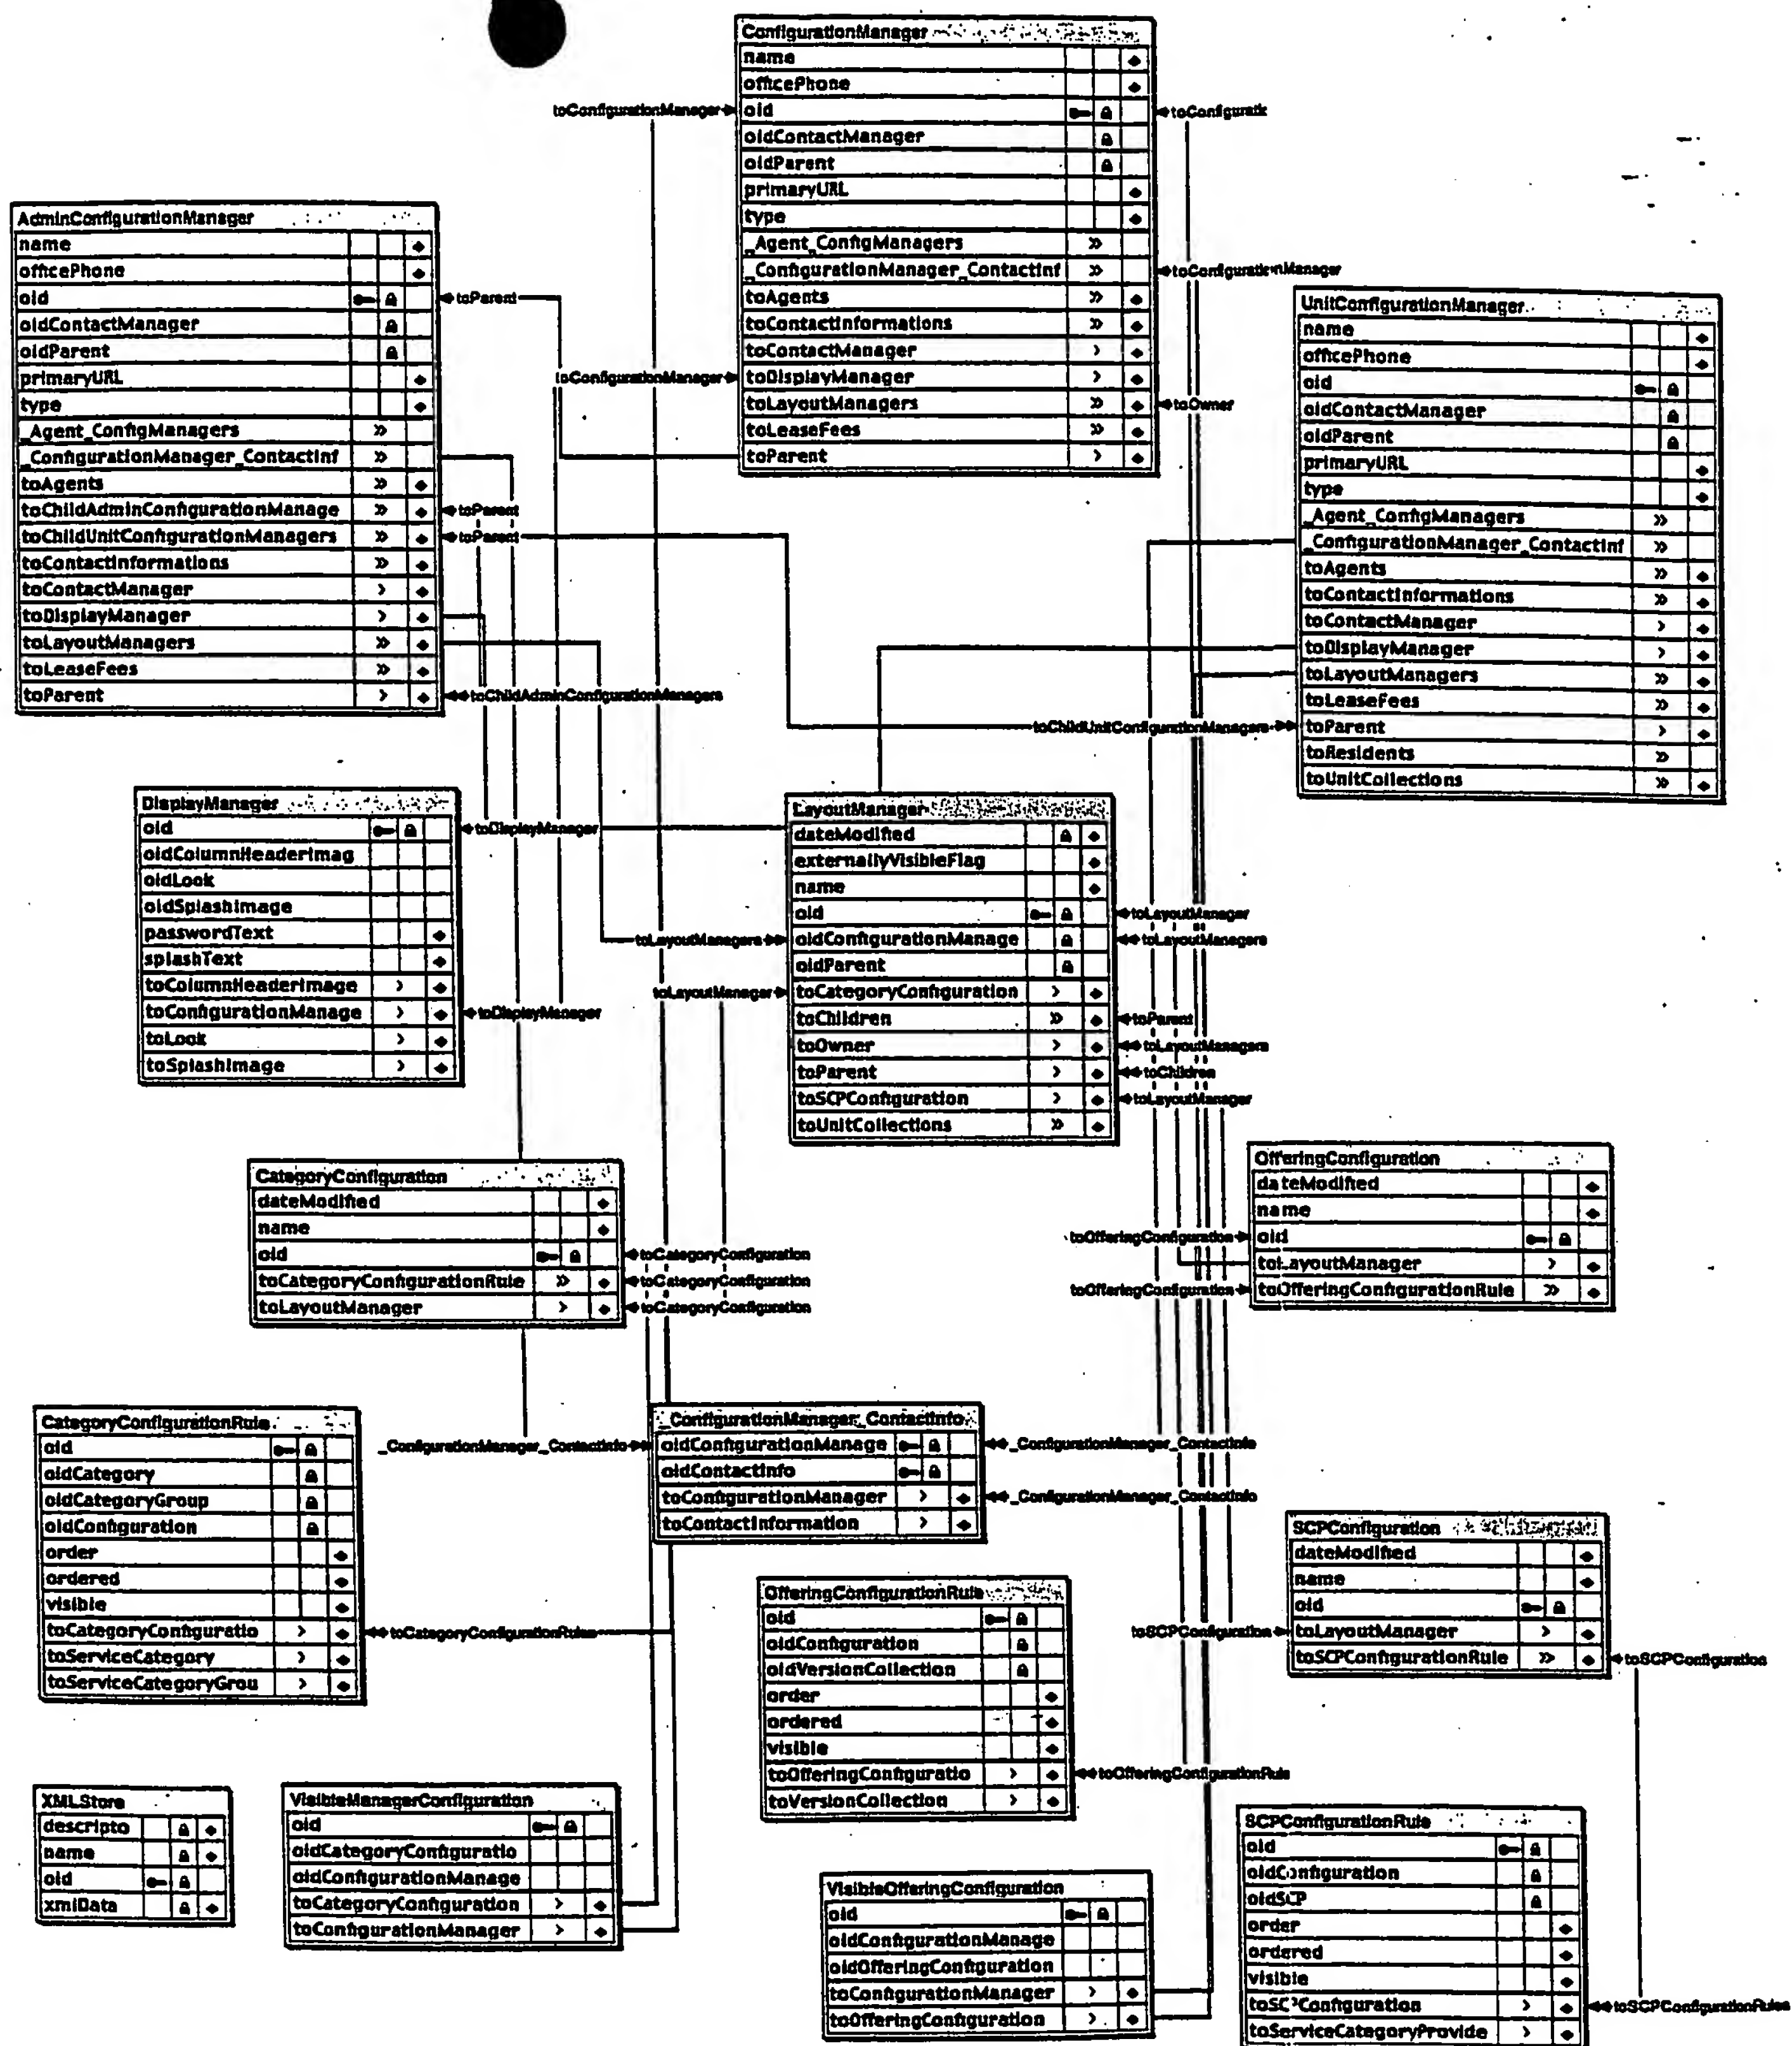 ConfigurationManager
name
officePhone
toConfigurationManager
oid
toConfiguratic
oidContactManager
oidParent
primaryURL
type
_Agent_ConfigManagers
_ConfigurationManager_ContactInf
toConfigurationManager
toAgents
toContactInformations
toContactManager
toConfigurationManager
toDisplayManager
toLayoutManagers
toOwner
toLeaseFees
toParent
AdminConfigurationManager
name
officePhone
oid
toParent
oidContactManager
oidParent
primaryURL
type
_Agent_ConfigManagers
_ConfigurationManager_ContactInf
toAgents
toChildAdminConfigurationManage
toParent
toChildUnitConfigurationManagers
toParent
toContactInformations
toContactManager
toDisplayManager
toLayoutManagers
toLeaseFees
toParent
toChildAdminConfigurationManagers
UnitConfigurationManager
name
officePhone
oid
oidContactManager
oidParent
primaryURL
type
_Agent_ConfigManagers
_ConfigurationManager_ContactInf
toAgents
toContactInformations
toContactManager
toDisplayManager
toLayoutManagers
toLeaseFees
toChildUnitConfigurationManagers
toParent
toResidents
toUnitCollections
DisplayManager
oid
toDisplayManager
oidColumnHeaderImag
oidLook
oidSplashImage
passwordText
splashText
toColumnHeaderImage
toConfigurationManage
toDisplayManager
toLook
toSplashImage
LayoutManager
dateModified
externallyVisibleFlag
name
oid
toLayoutManager
toLayoutManagers
oidConfigurationManage
toLayoutManagers
oidParent
toLayoutManager
toCategoryConfiguration
toChildren
toParent
toOwner
toLayoutManagers
toParent
toChildren
toSCPConfiguration
toLayoutManager
toUnitCollections
CategoryConfiguration
dateModified
name
oid
toCategoryConfiguration
toCategoryConfigurationRule
toCategoryConfiguration
toLayoutManager
toCategoryConfiguration
OfferingConfiguration
dateModified
name
toOfferingConfiguration
oid
toLayoutManager
toOfferingConfiguration
toOfferingConfigurationRule
CategoryConfigurationRule
oid
oidCategory
oidCategoryGroup
oidConfiguration
order
ordered
visible
toCategoryConfiguratio
toCategoryConfigurationRules
toServiceCategory
toServiceCategoryGrou
_ConfigurationManager_ContactInfo
_ConfigurationManager_ContactInfo
oidConfigurationManage
_ConfigurationManager_ContactInfo
oidContactInfo
toConfigurationManager
_ConfigurationManager_ContactInfo
toContactInformation
SCPConfiguration
dateModified
name
oid
toSCPConfiguration
toLayoutManager
toSCPConfigurationRule
toSCPConfiguration
OfferingConfigurationRule
oid
oidConfiguration
oidVersionCollection
order
ordered
visible
toOfferingConfiguratio
toOfferingConfigurationRule
toVersionCollection
XMLStore
descripto
name
oid
xmlData
VisibleManagerConfiguration
oid
oidCategoryConfiguratio
oidConfigurationManage
toCategoryConfiguration
toConfigurationManager
VisibleOfferingConfiguration
oid
oidConfigurationManage
oidOfferingConfiguration
toConfigurationManager
toOfferingConfiguration
SCPConfigurationRule
oid
oidConfiguration
oidSCP
order
ordered
visible
toSCPConfiguration
toSCPConfigurationRules
toServiceCategoryProvide